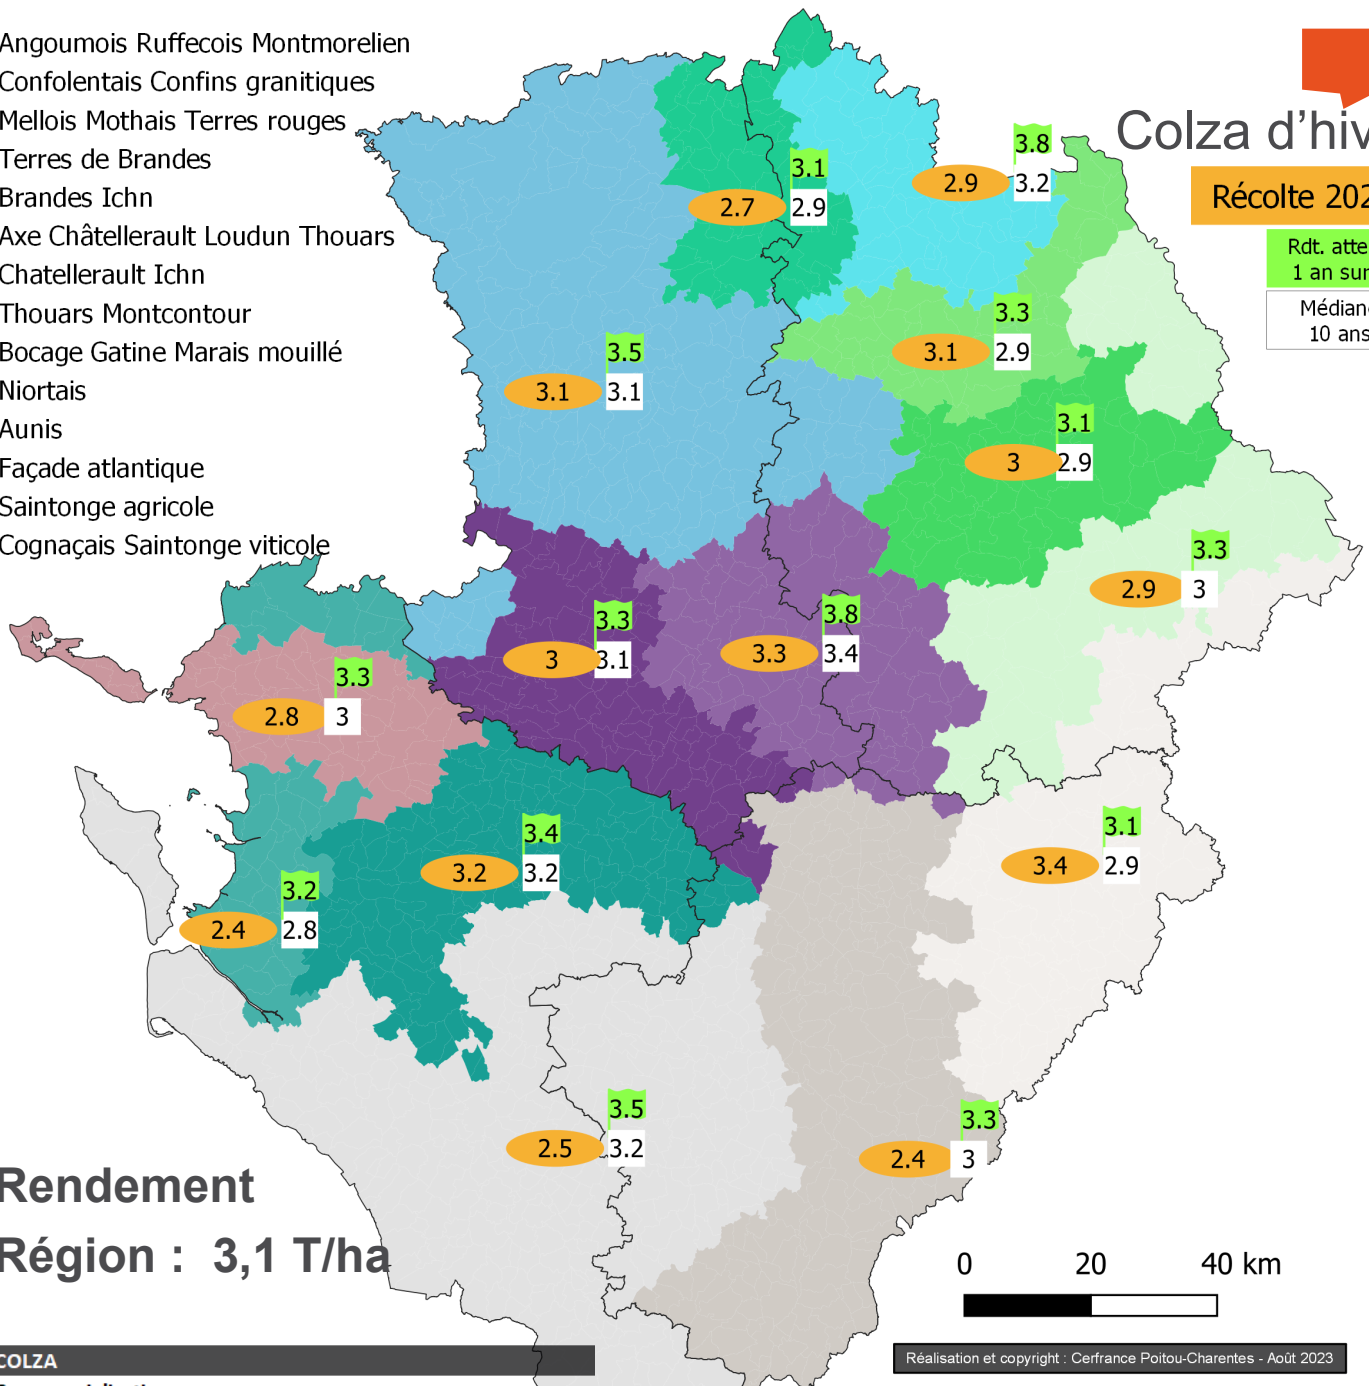 Angoumois Ruffecois Montmorelien
Confolentais Confins granitiques
Mellois Mothais Terres rouges
Terres de Brandes
Brandes Ichn
Axe Châtellerault Loudun Thouars
Chatellerault Ichn
Thouars Montcontour
Bocage Gatine Marais mouillé
Niortais
Aunis
Façade atlantique
Saintonge agricole
Cognaçais Saintonge viticole
Colza d'hiv
Récolte 202
Rdt. atte
1 an sur
Médian
10 ans
3.8
2.9 3.2
3.1
2.7 2.9
3.3
3.1 2.9
3.5
3.1 3.1
3.1
3 2.9
3.3
2.9 3
3.3
3 3.1
3.8
3.3 3.4
3.3
2.8 3
3.4
3.2 3.2
3.1
3.4 2.9
3.2
2.4 2.8
3.5
2.5 3.2
3.3
2.4 3
Rendement
Région : 3,1 T/ha
0 20 40 km
COLZA
Réalisation et copyright : Cerfrance Poitou-Charentes - Août 2023